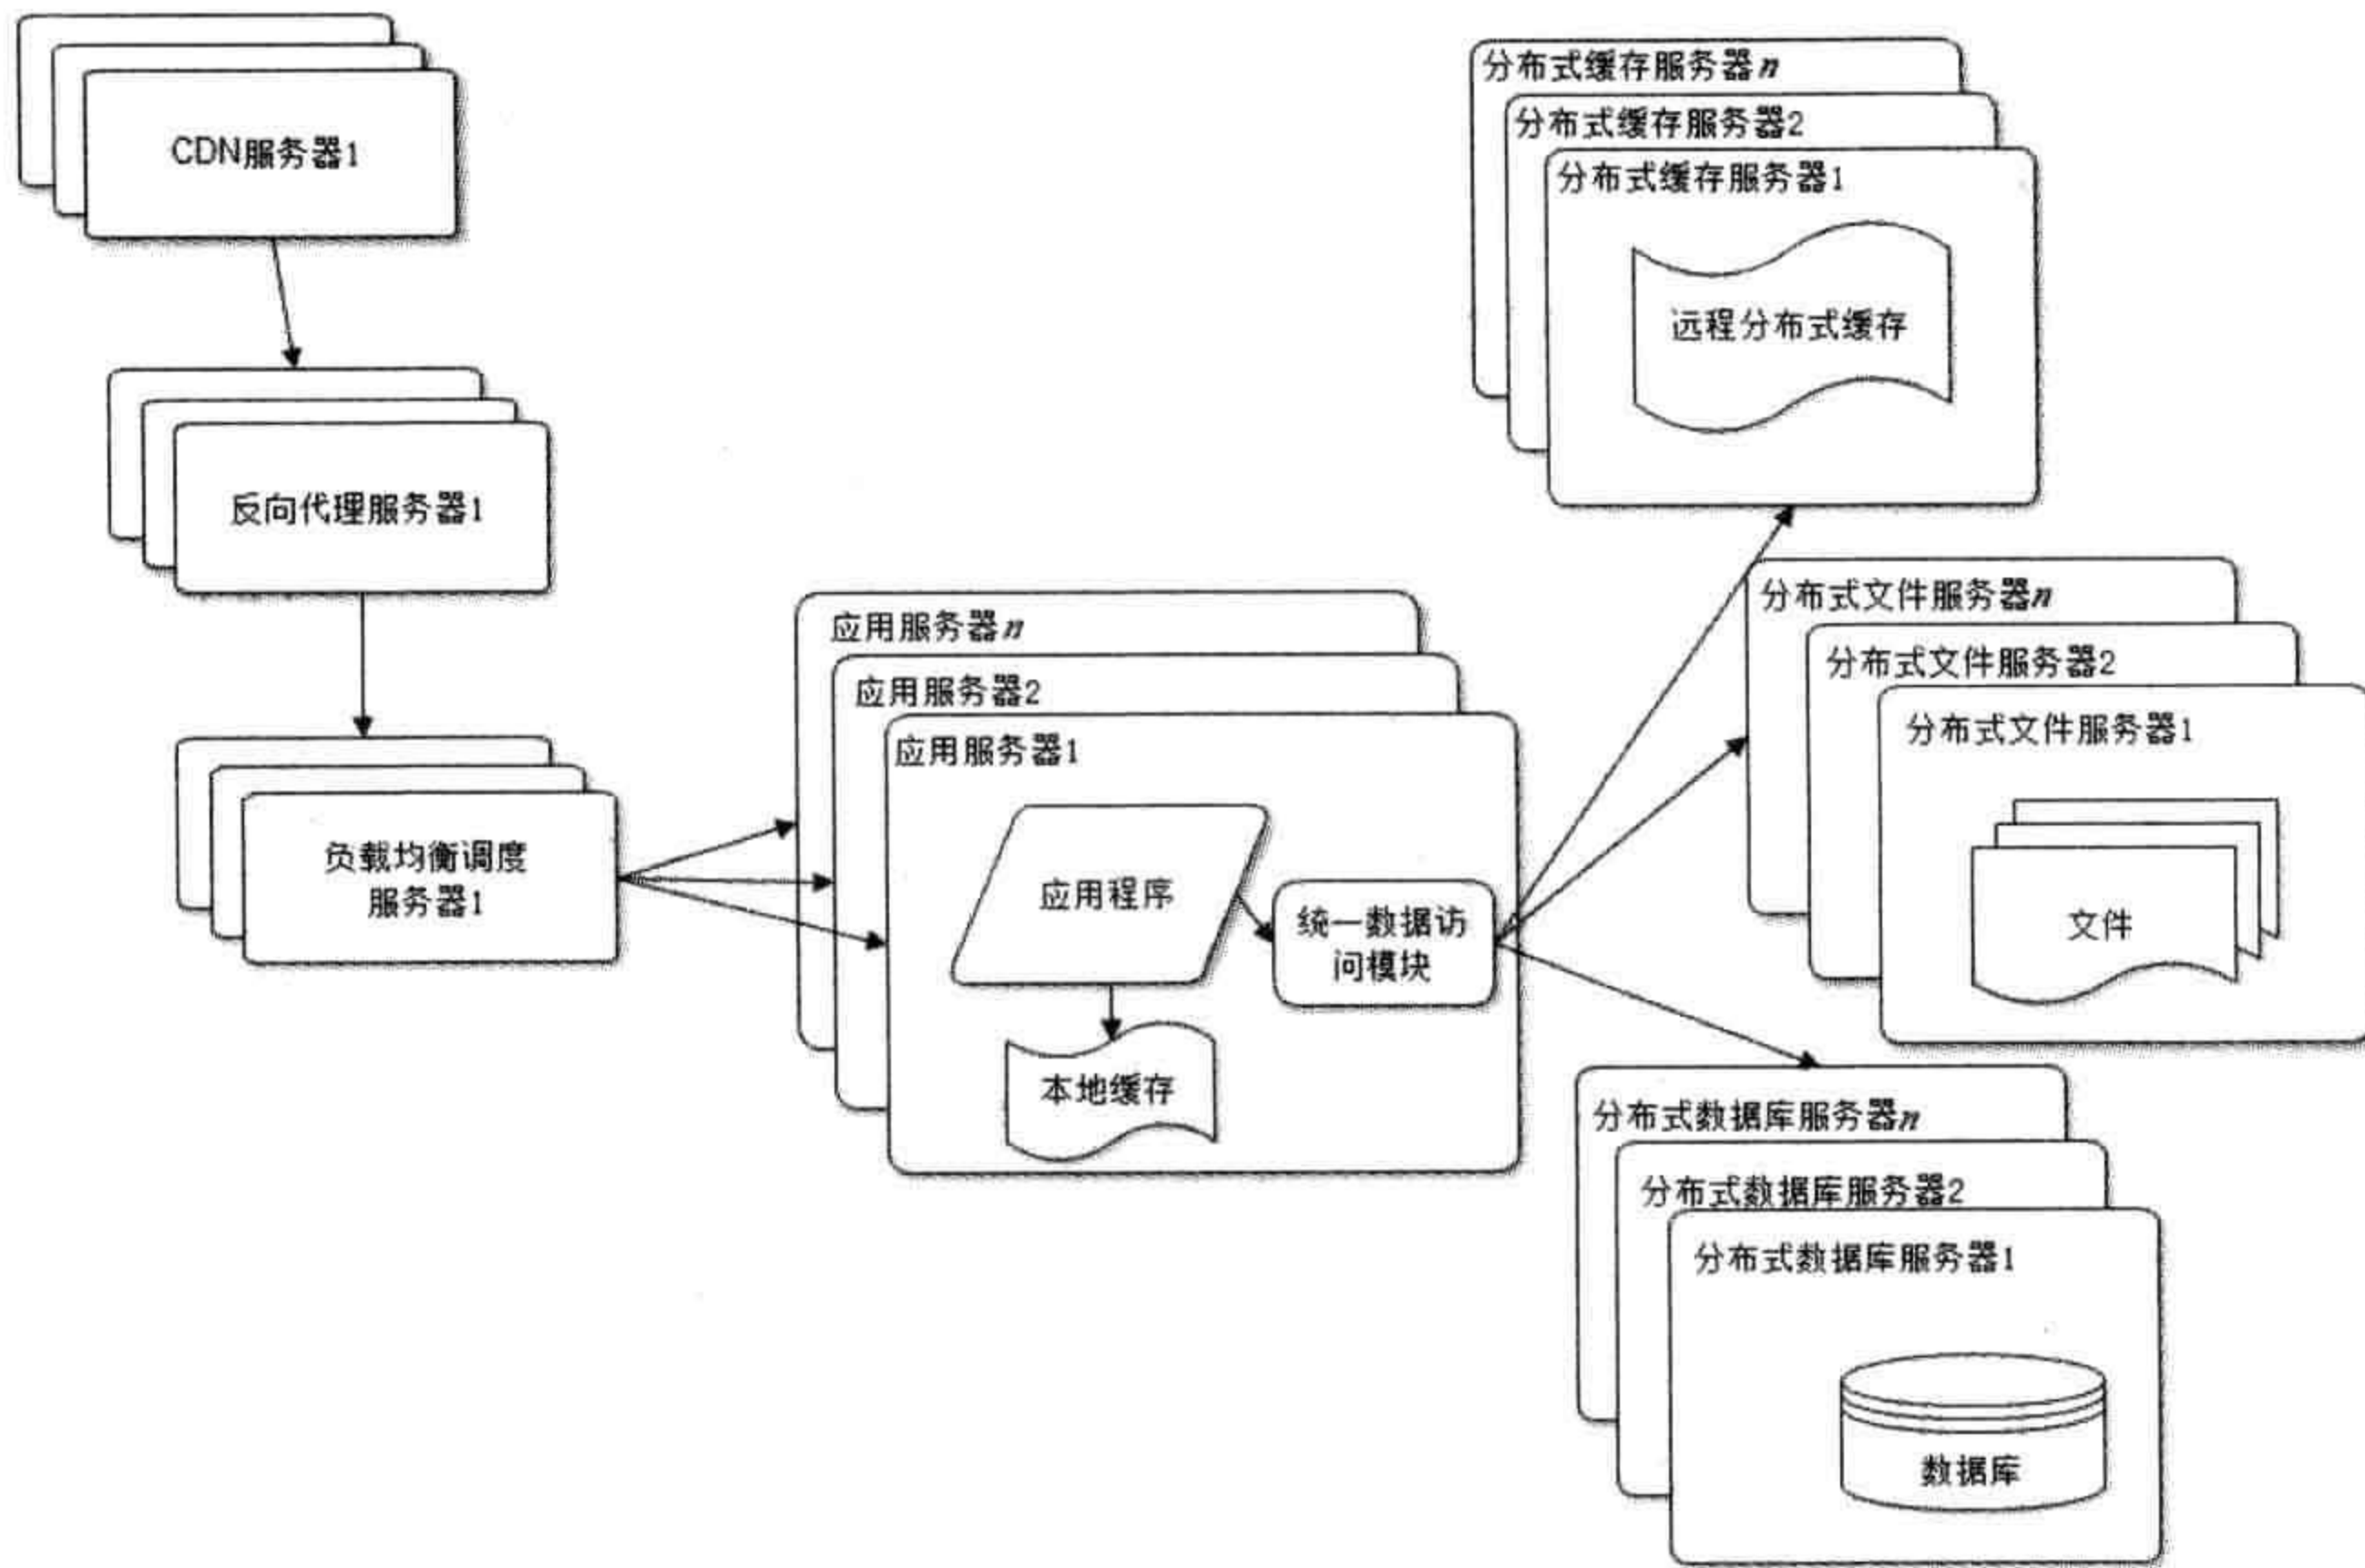 CDN服务器1
反向代理服务器1
负载均衡调度
服务器1
应用服务器n
应用服务器2
应用服务器1
应用程序
统一数据访
问模块
本地缓存
分布式缓存服务器n
分布式缓存服务器2
分布式缓存服务器1
远程分布式缓存
分布式文件服务器n
分布式文件服务器2
分布式文件服务器1
文件
分布式数据库服务器n
分布式数据库服务器2
分布式数据库服务器1
数据库